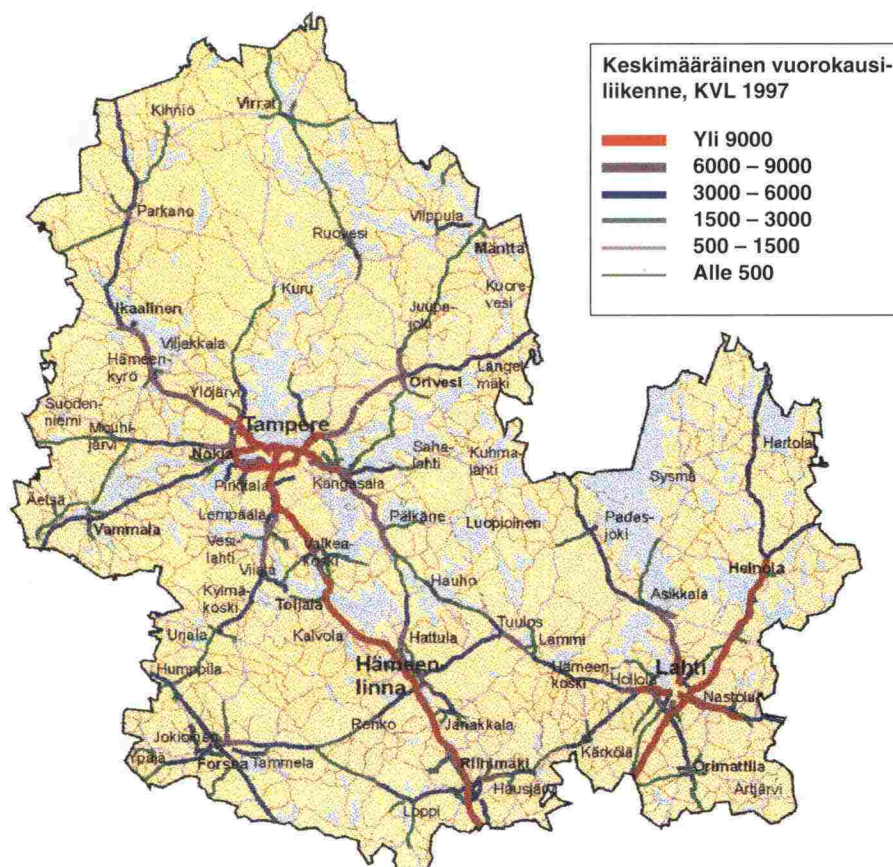 Keskimääräinen vuorokausi-
liikenne, KVL 1997
Yli 9000
6000 – 9000
3000 – 6000
1500 – 3000
500 – 1500
Alle 500
Kihniö
Virrat
Parkano
Ruovesi
Vilppula
Mänttä
Kuru
Kuore-
vesi
Juupa-
joki
Ikaalinen
Viljakkala
Hämeen-
kyrö
Längel-
mäki
Orivesi
Ylöjärvi
Suoden-
niemi
Tampere
Mouhi-
järvi
Nokia
Saha-
lahti
Kuhma-
lahti
Hartola
Sysmä
Pirkkala
Kangasala
Äetsä
Vammala
Lempäälä
Pälkäne
Luopioinen
Padas-
joki
Vesi-
lahti
Valkea-
koski
Heinola
Viiala
Hauho
Kylmä-
koski
Toijala
Asikkala
Urjala
Kalvola
Tuulos
Hattula
Lammi
Humppila
Hämeen-
linna
Hämeen-
koski
Hollola
Lahti
Nastola
Renko
Janakkala
Jokioinen
Ypäjä
Forssa
Tammela
Riihimäki
Kärkölä
Orimattila
Hausjärvi
Artjärvi
Loppi